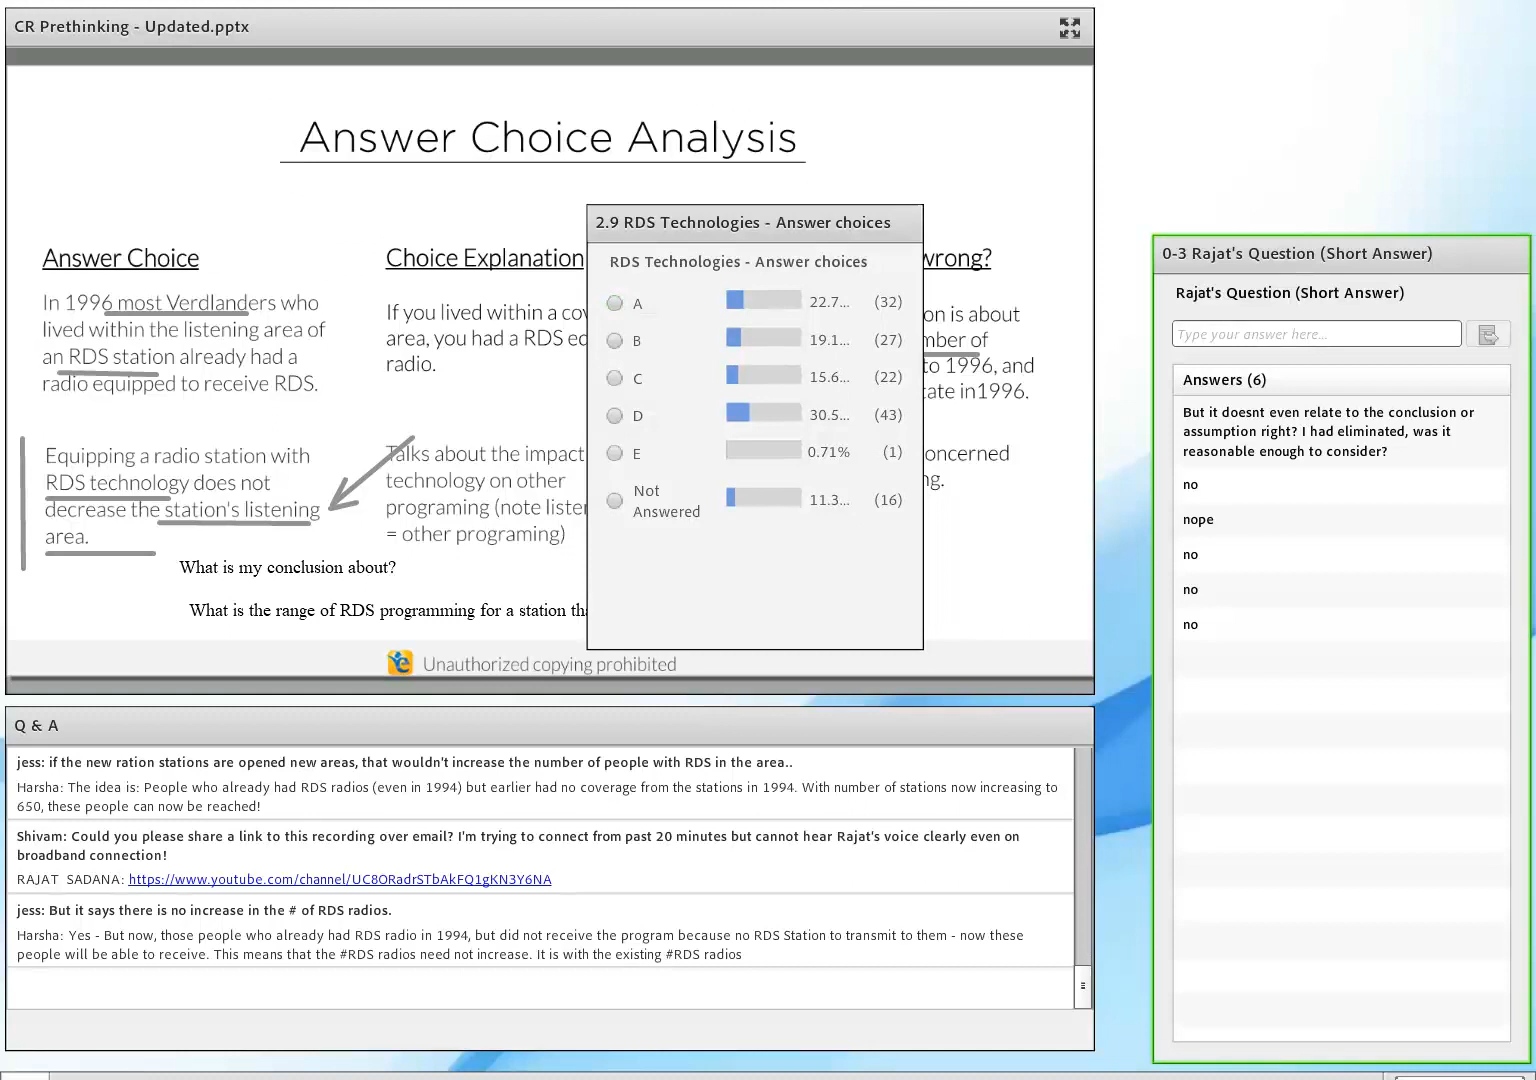 CR Prethinking - Updated.pptx
Answer Choice Analysis
Answer Choice
In 1996 most Verdlanders who
lived within the listening area of
an RDS station already had a
radio equipped to receive RDS.
Equipping a radio station with
RDS technology does not
decrease the station's listening
area.
Choice Explanation
If you lived within a
area, you had a RDS
radio.
Talks about the impact
technology on other
programing (note
= other programing)
wrong?
is about
of
to 1996, and
in1996.
What is my conclusion about?
What is the range of RDS programming for a station
Unauthorized copying prohibited
2.9 RDS Technologies - Answer choices
RDS Technologies - Answer choices
A 22.7... (32)
B 19.1... (27)
C 15.6... (22)
D 30.5... (43)
E 0.71% (1)
Not
Answered 11.3... (16)
Q & A
jess: if the new ration stations are opened new areas, that wouldn't increase the number of people with RDS in the area..
Harsha: The idea is: People who already had RDS radios (even in 1994) but earlier had no coverage from the stations in 1994. With number of stations now increasing to
650, these people can now be reached!
Shivam: Could you please share a link to this recording over email? I'm trying to connect from past 20 minutes but cannot hear Rajat's voice clearly even on
broadband connection!
RAJAT SADANA: https://www.youtube.com/channel/UC8ORadrSTbAkFQ1gKN3Y6NA
jess: But it says there is no increase in the # of RDS radios.
Harsha: Yes - But now, those people who already had RDS radio in 1994, but did not receive the program because no RDS Station to transmit to them - now these
people will be able to receive. This means that the #RDS radios need not increase. It is with the existing #RDS radios
0-3 Rajat's Question (Short Answer)
Rajat's Question (Short Answer)
Type your answer here...
Answers (6)
But it doesnt even relate to the conclusion or
assumption right? I had eliminated, was it
reasonable enough to consider?
no
nope
no
no
no